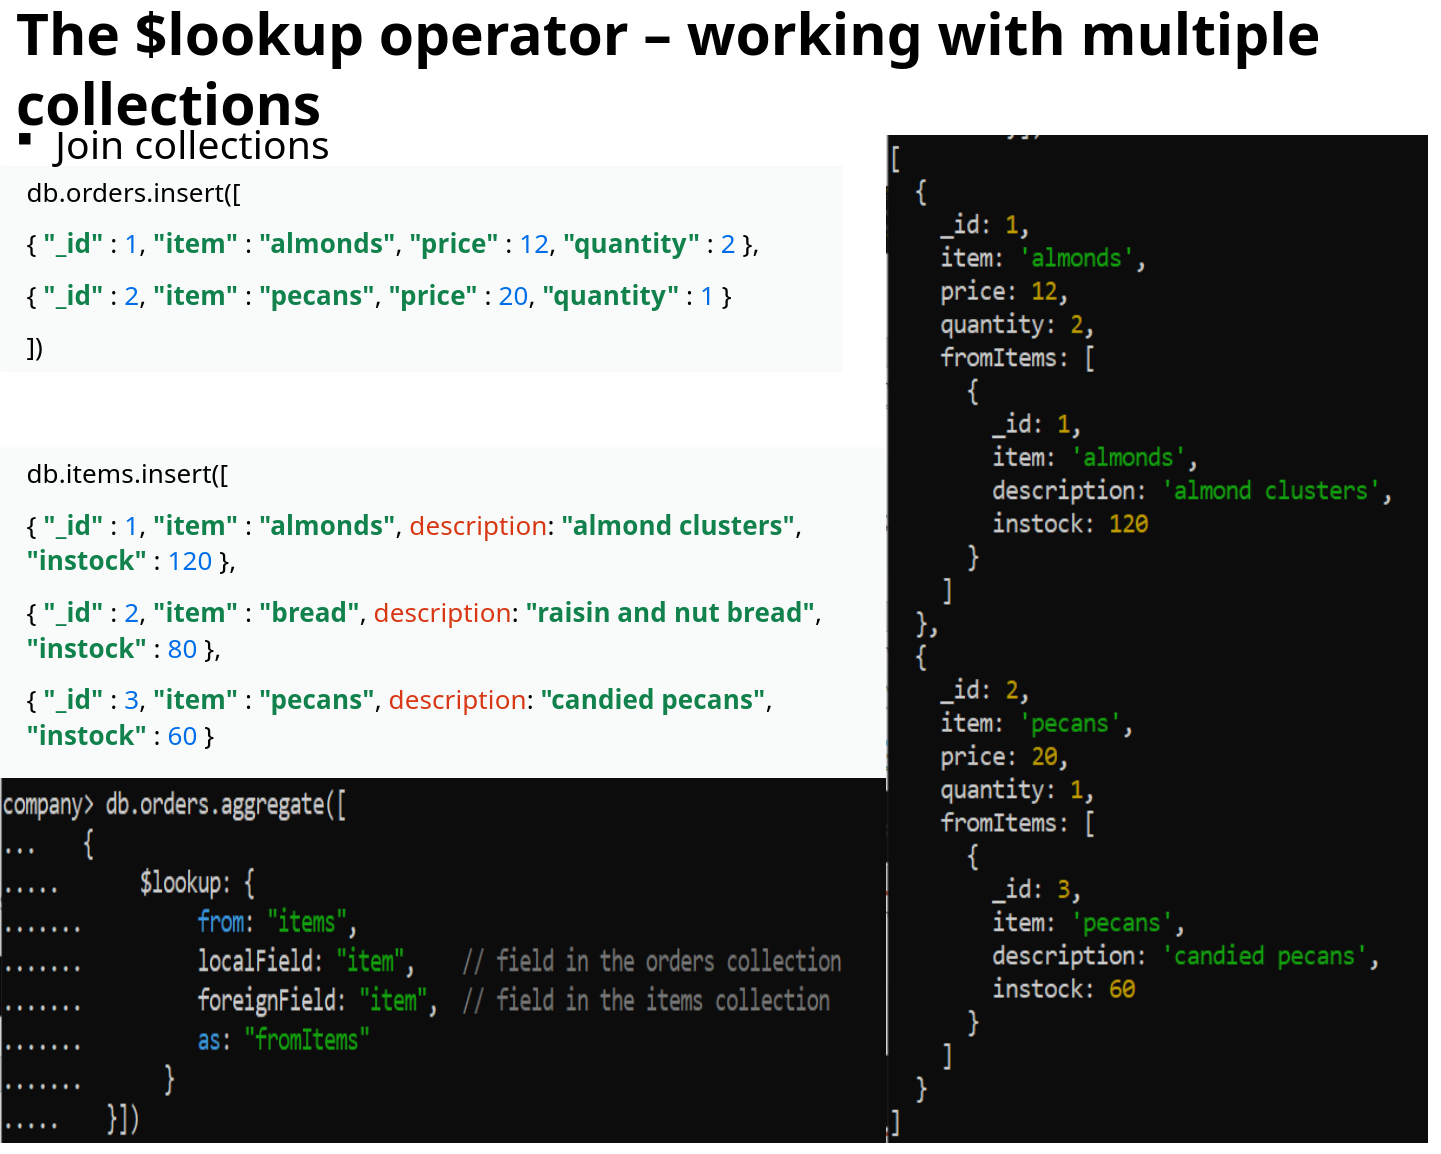 The $lookup operator – working with multiple
collections
▪ Join collections
db.orders.insert([
{ "_id" : 1, "item" : "almonds", "price" : 12, "quantity" : 2 },
{ "_id" : 2, "item" : "pecans", "price" : 20, "quantity" : 1 }
])
db.items.insert([
{ "_id" : 1, "item" : "almonds", description: "almond clusters",
"instock" : 120 },
{ "_id" : 2, "item" : "bread", description: "raisin and nut bread",
"instock" : 80 },
{ "_id" : 3, "item" : "pecans", description: "candied pecans",
"instock" : 60 }
company> db.orders.aggregate([
... {
..... $lookup: {
....... from: "items",
....... localField: "item", // field in the orders collection
....... foreignField: "item", // field in the items collection
....... as: "fromItems"
....... }
..... }])
[
{
_id: 1,
item: 'almonds',
price: 12,
quantity: 2,
fromItems: [
{
_id: 1,
item: 'almonds',
description: 'almond clusters',
instock: 120
}
]
},
{
_id: 2,
item: 'pecans',
price: 20,
quantity: 1,
fromItems: [
{
_id: 3,
item: 'pecans',
description: 'candied pecans',
instock: 60
}
]
}
]